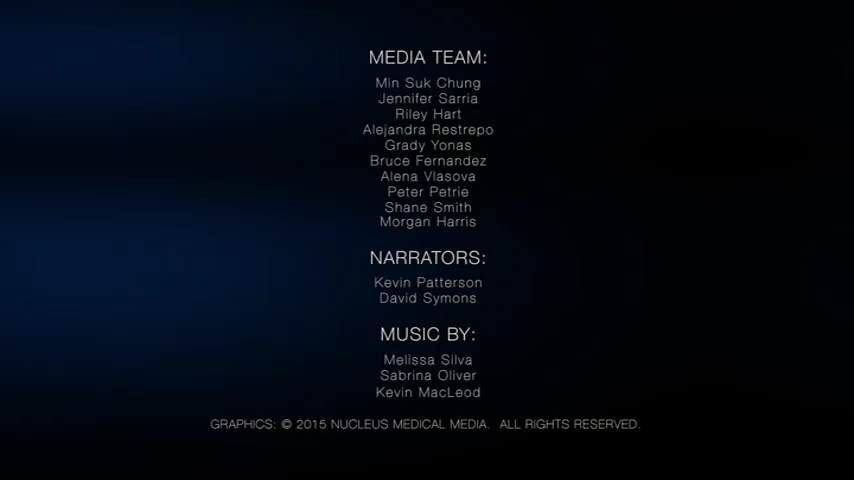 MEDIA TEAM:
Min Suk Chung
Jennifer Sarria
Riley Hart
Alejandra Restrepo
Grady Yonas
Bruce Fernandez
Alena Vlasova
Peter Petrie
Shane Smith
Morgan Harris
NARRATORS:
Kevin Patterson
David Symons
MUSIC BY:
Melissa Silva
Sabrina Oliver
Kevin MacLeod
GRAPHICS: © 2015 NUCLEUS MEDICAL MEDIA. ALL RIGHTS RESERVED.